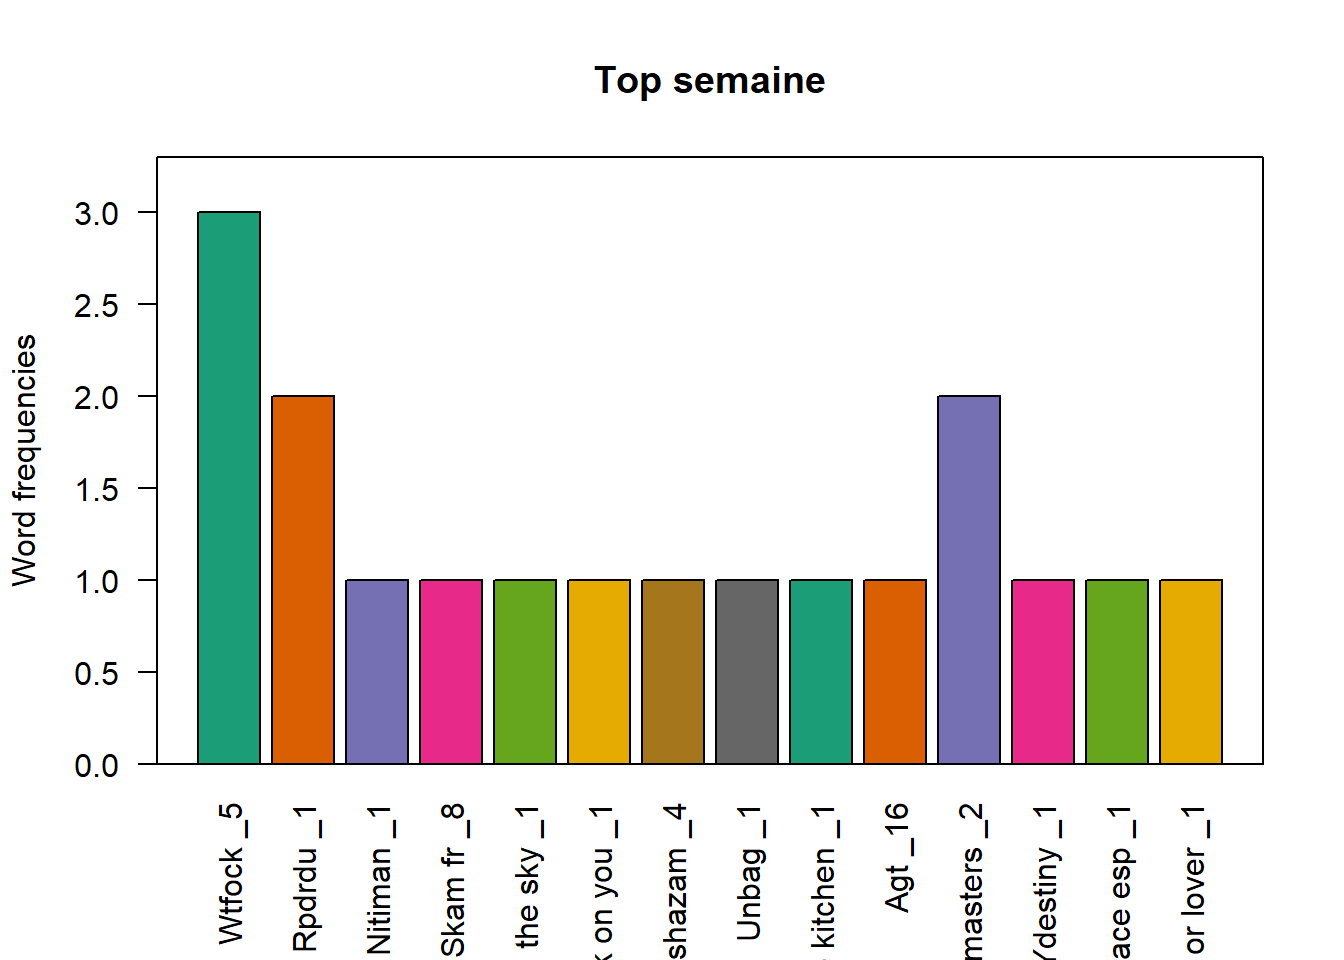 Top semaine
Word frequencies
3.0
2.5
2.0
1.5
1.0
0.5
0.0
Wtfock _5
Rpdrdu _1
Nitiman _1
Skam fr _8
the sky _1
on you _1
shazam _4
Unbag _1
kitchen _1
Agt _16
masters _2
destiny _1
ace esp _1
or lover _1